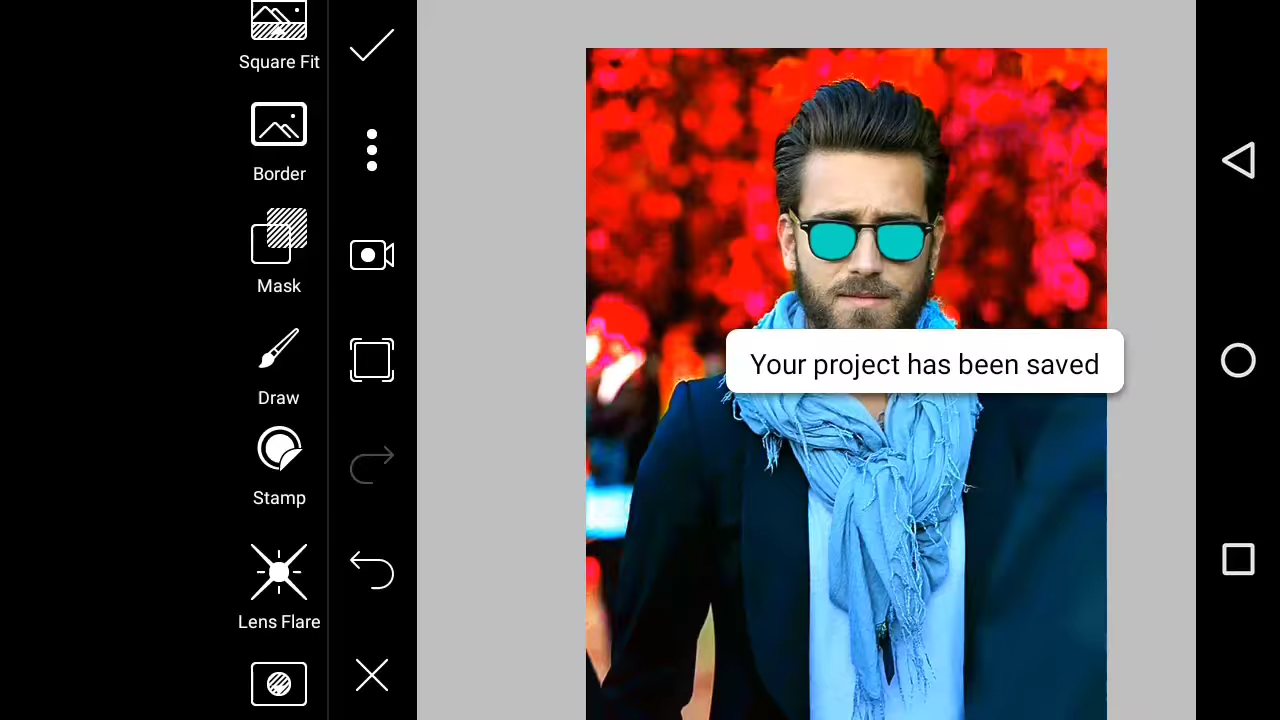 Square Fit
Border
Mask
Draw
Stamp
Lens Flare
Your project has been saved